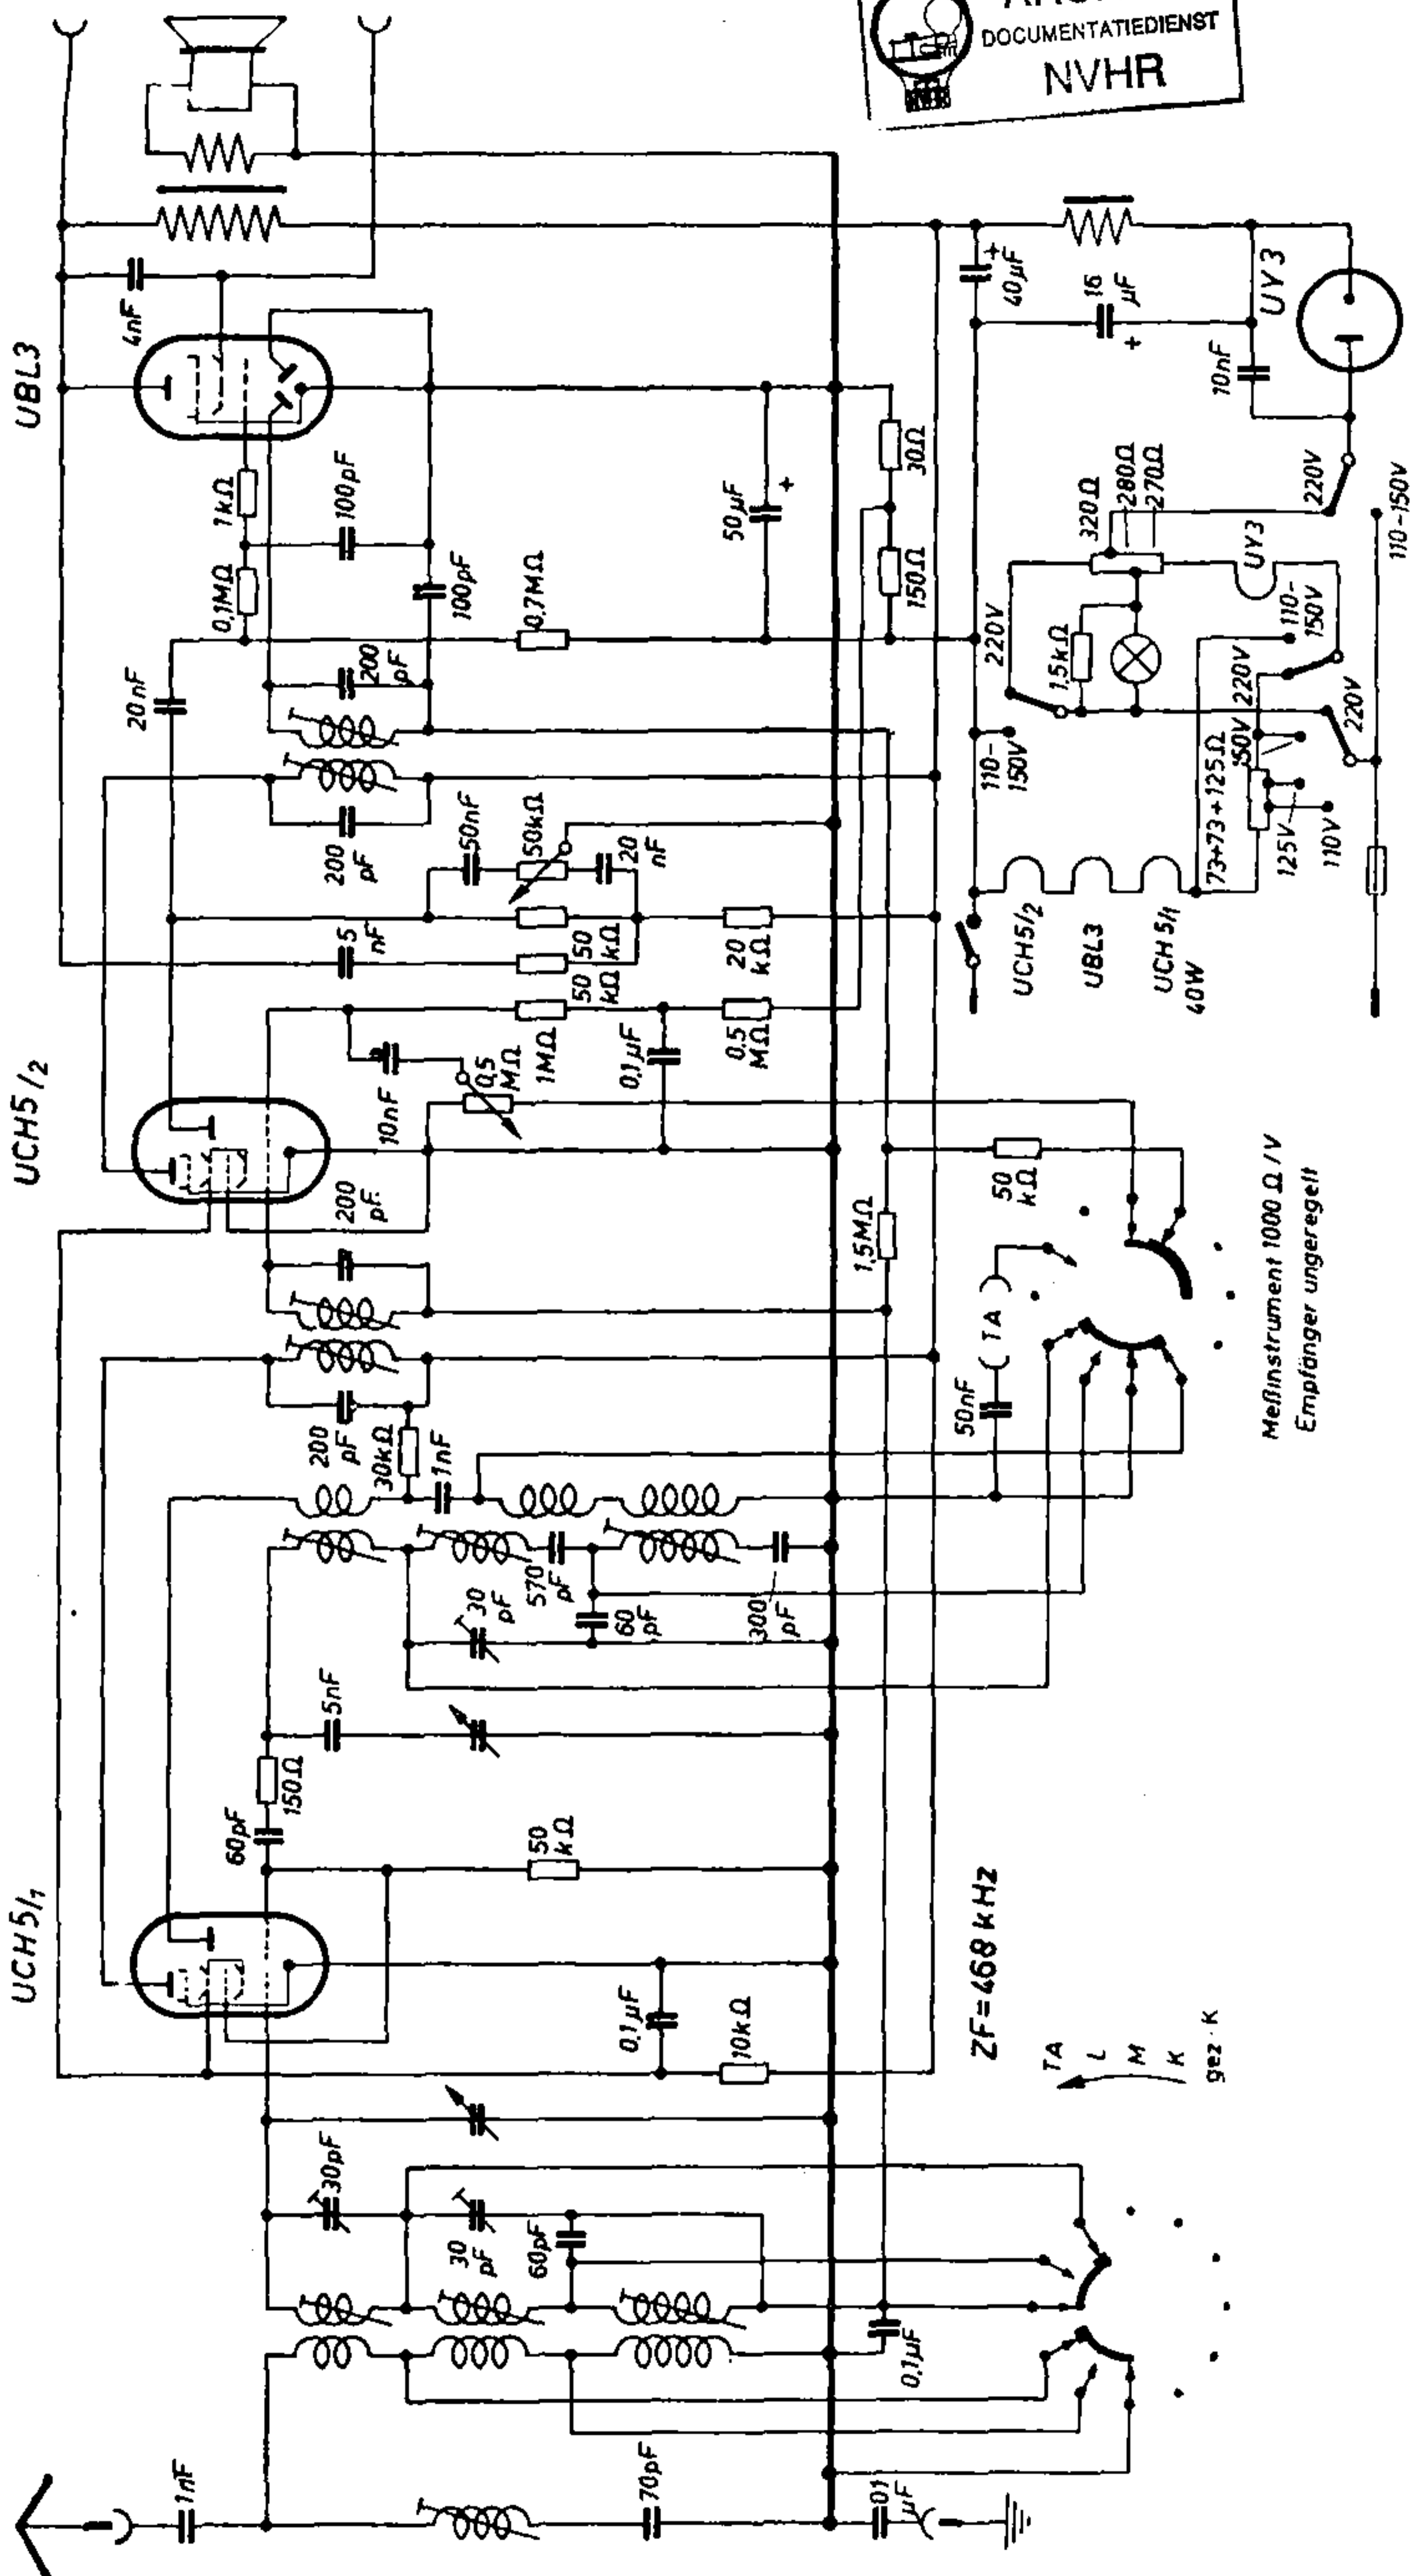 DOCUMENTATIEDIENST
NVHR
UCH5/1
UCH5/2
UBL3
1nF
70pF
01
µF
30pF
30
pF
60pF
0,1µF
0,1µF
10kΩ
60pF
150Ω
5nF
50
kΩ
30
pF
570
pF
60
pF
300
pF
200
pF
30kΩ
1nF
200
pF
10nF
0,5
MΩ
1MΩ
0,1µF
0,5
MΩ
5
nF
50
kΩ
50
kΩ
20
kΩ
50nF
50kΩ
20
nF
200
pF
200
pF
20nF
0,1MΩ
1kΩ
100pF
100pF
0,7MΩ
4nF
50µF
+
150Ω
30Ω
1,5MΩ
50
kΩ
50nF
TA
ZF=468 kHz
TA
L
M
K
gez. K
Meßinstrument 1000 Ω/V
Empfänger ungeregelt
40µF
+
16
µF
+
10nF
UY3
UCH5/2
UBL3
UCH5/1
40W
110-
150V
220V
1,5kΩ
320Ω
280Ω
270Ω
UY3
73+73+125Ω
150V
125V
110V
220V
110-
150V
220V
220V
110-150V